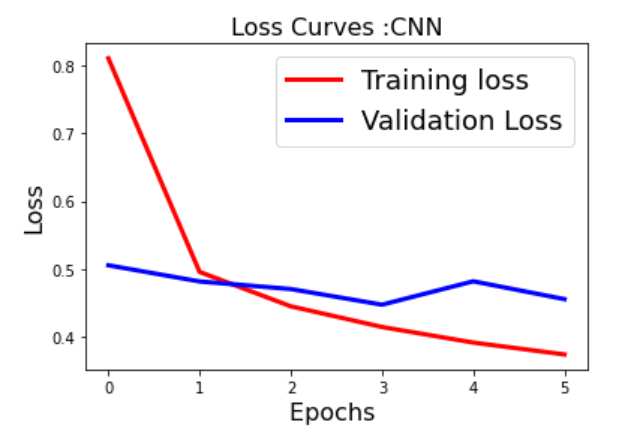 Loss Curves :CNN
Training loss
Validation Loss
0.8
0.7
0.6
0.5
0.4
Loss
0 1 2 3 4 5
Epochs